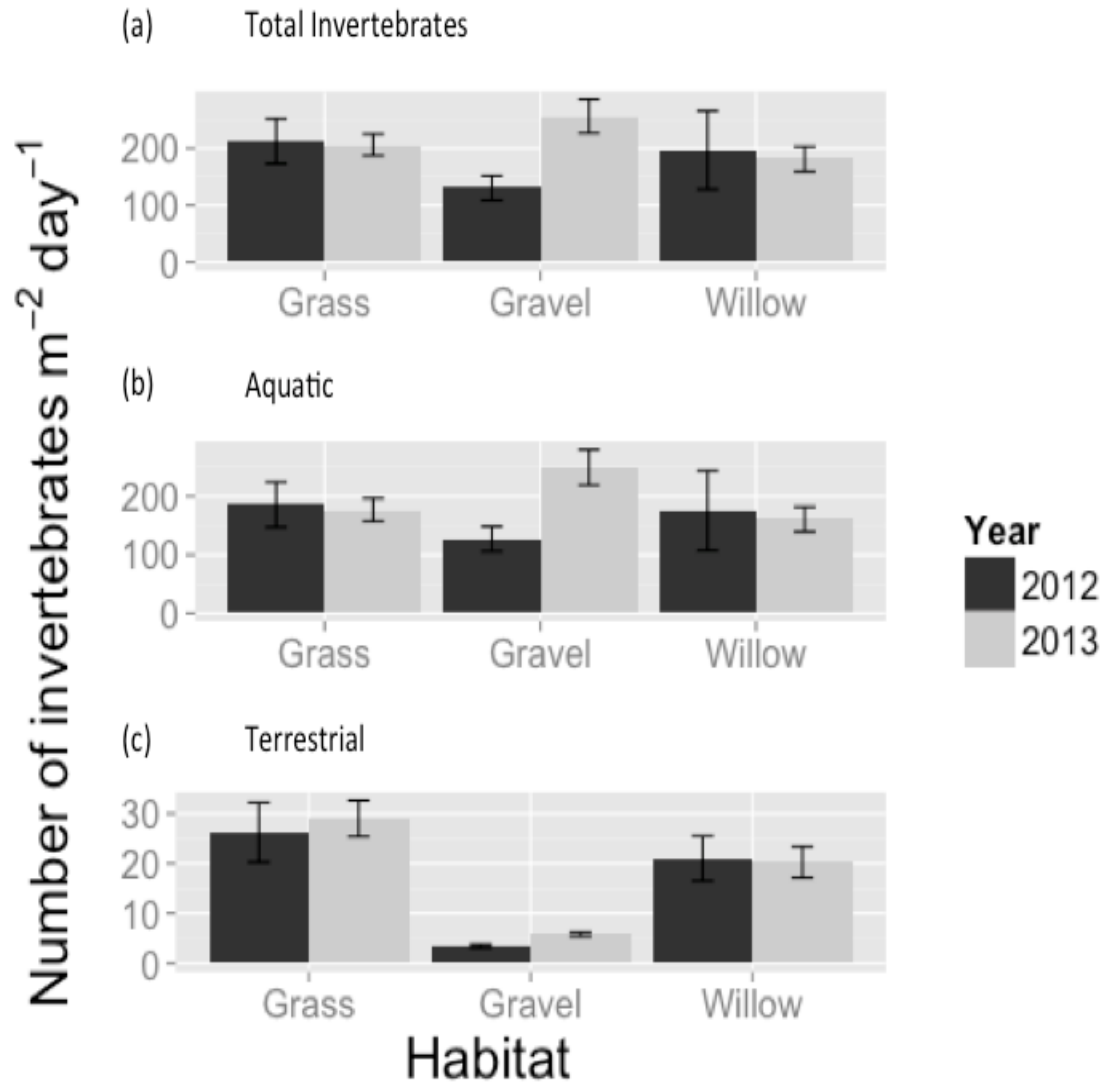 (a) Total Invertebrates
200
100
0
Grass Gravel Willow
(b) Aquatic
200
100
0
Grass Gravel Willow
(c) Terrestrial
30
20
10
0
Grass Gravel Willow
Habitat
Number of invertebrates m⁻² day⁻¹
Year
2012
2013